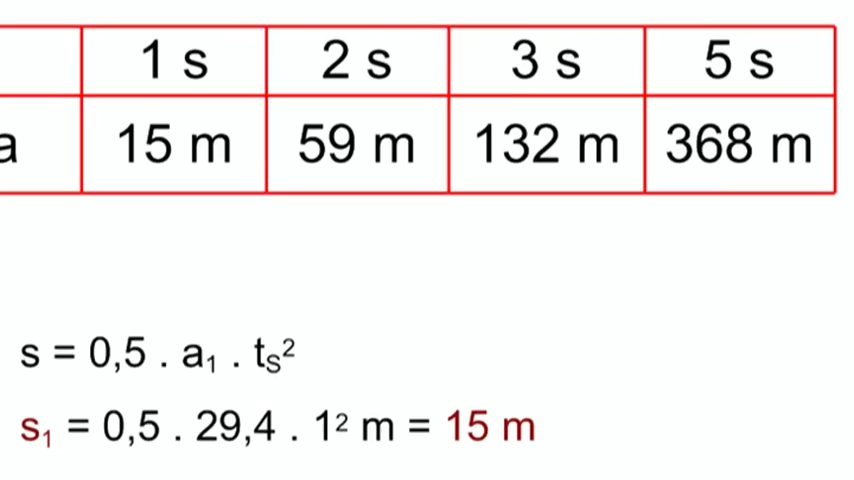 1 s 2 s 3 s 5 s
a 15 m 59 m 132 m 368 m
s = 0,5 . a₁ . tₛ²
s₁ = 0,5 . 29,4 . 1² m = 15 m